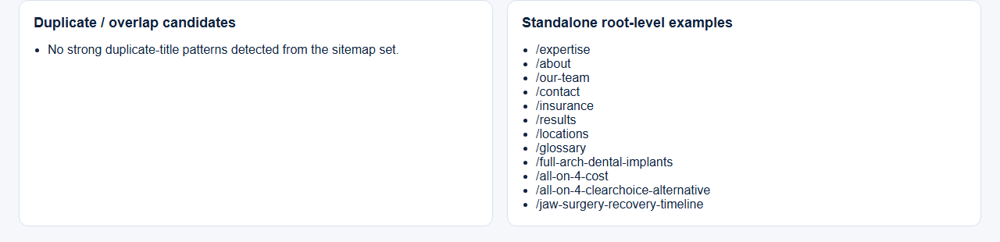 Duplicate / overlap candidates
No strong duplicate-title patterns detected from the sitemap set.
Standalone root-level examples
/expertise
/about
/our-team
/contact
/insurance
/results
/locations
/glossary
/full-arch-dental-implants
/all-on-4-cost
/all-on-4-clearchoice-alternative
/jaw-surgery-recovery-timeline